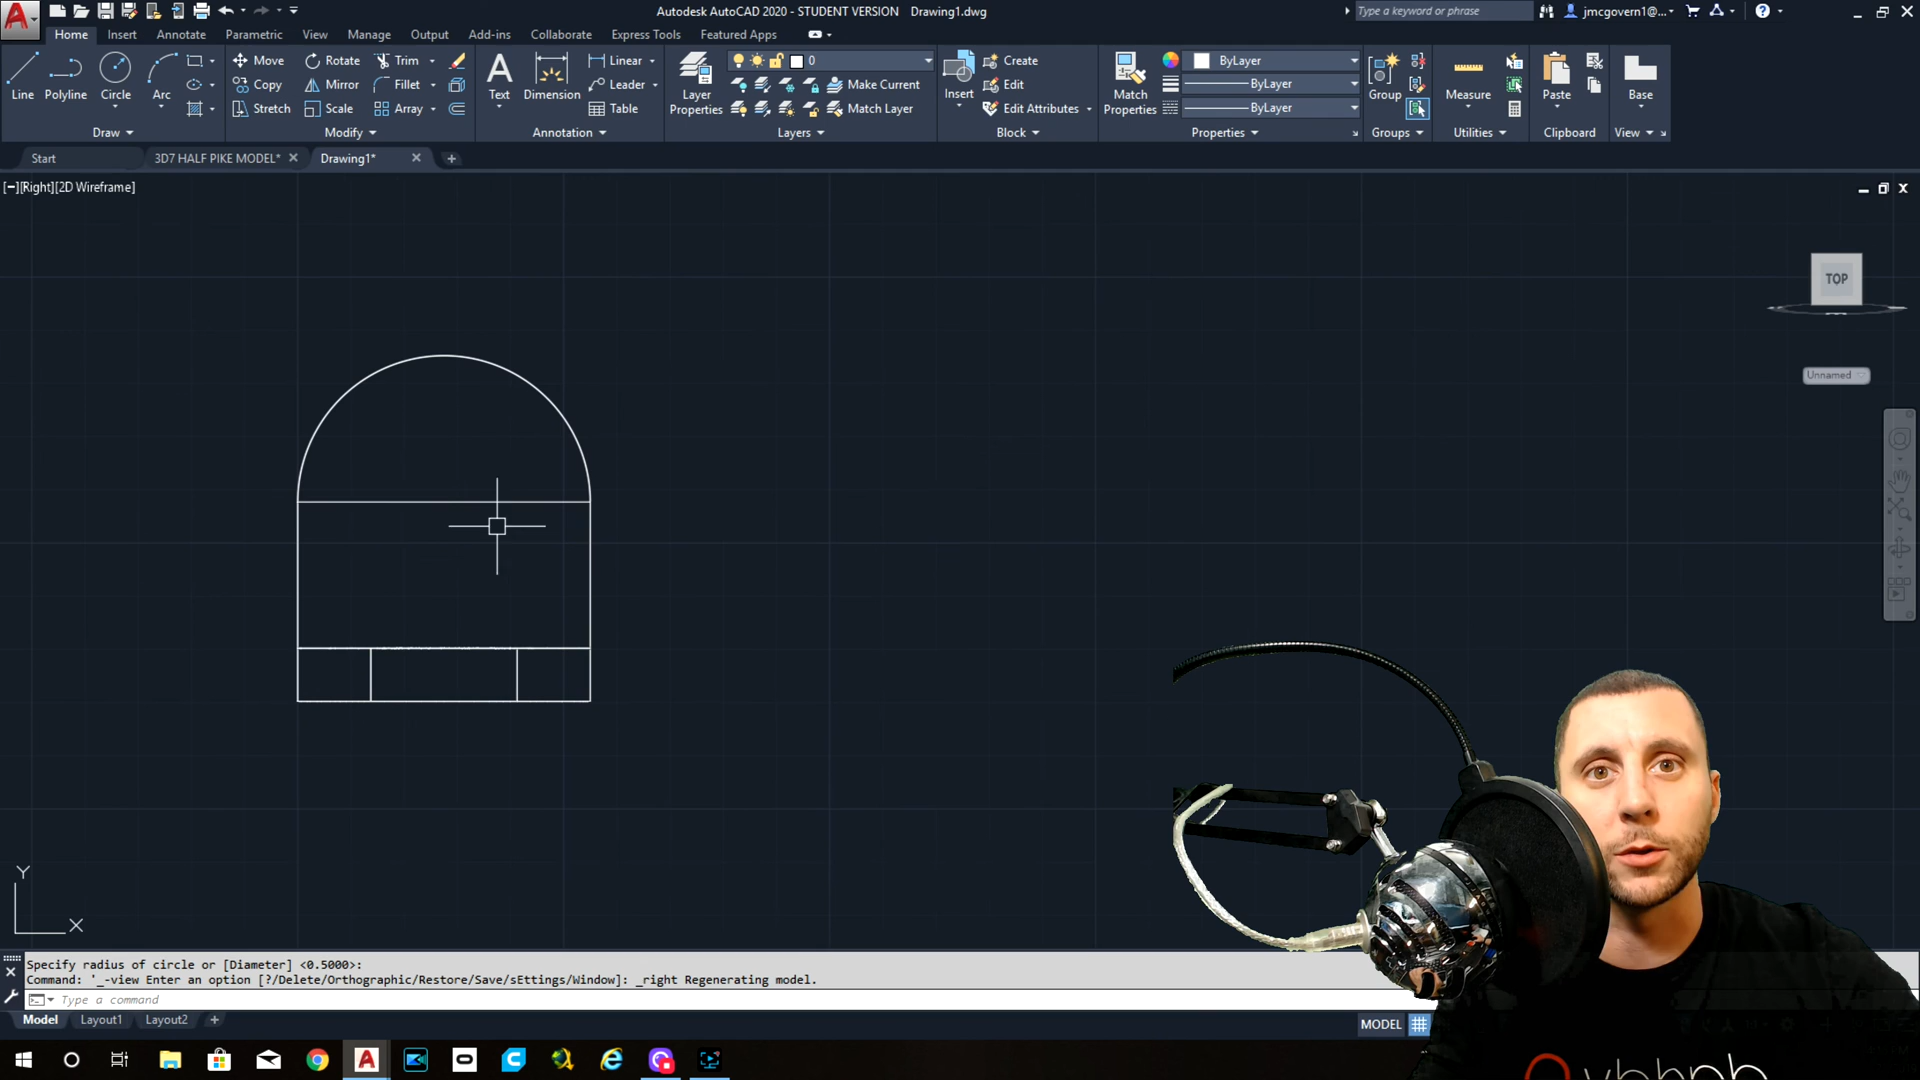 Autodesk AutoCAD 2020 - STUDENT VERSION Drawing1.dwg
Type a keyword or phrase
jmcgovern1@...
Home Insert Annotate Parametric View Manage Output Add-ins Collaborate Express Tools Featured Apps
Line Polyline Circle Arc
Move Rotate Trim
Copy Mirror Fillet
Stretch Scale Array
Text Dimension
Linear
Leader
Table
Layer Properties
0
Make Current
Match Layer
Insert
Create
Edit
Edit Attributes
Match Properties
ByLayer
ByLayer
ByLayer
Group
Measure
Paste
Base
Draw Modify Annotation Layers Block Properties Groups Utilities Clipboard View
Start 3D7 HALF PIKE MODEL* Drawing1*
[−][Right][2D Wireframe]
TOP
Unnamed
Y
X
Specify radius of circle or [Diameter] <0.5000>:
Command: '_-view Enter an option [?/Delete/Orthographic/Restore/Save/sEttings/Window]: _right Regenerating model.
Type a command
Model Layout1 Layout2
MODEL